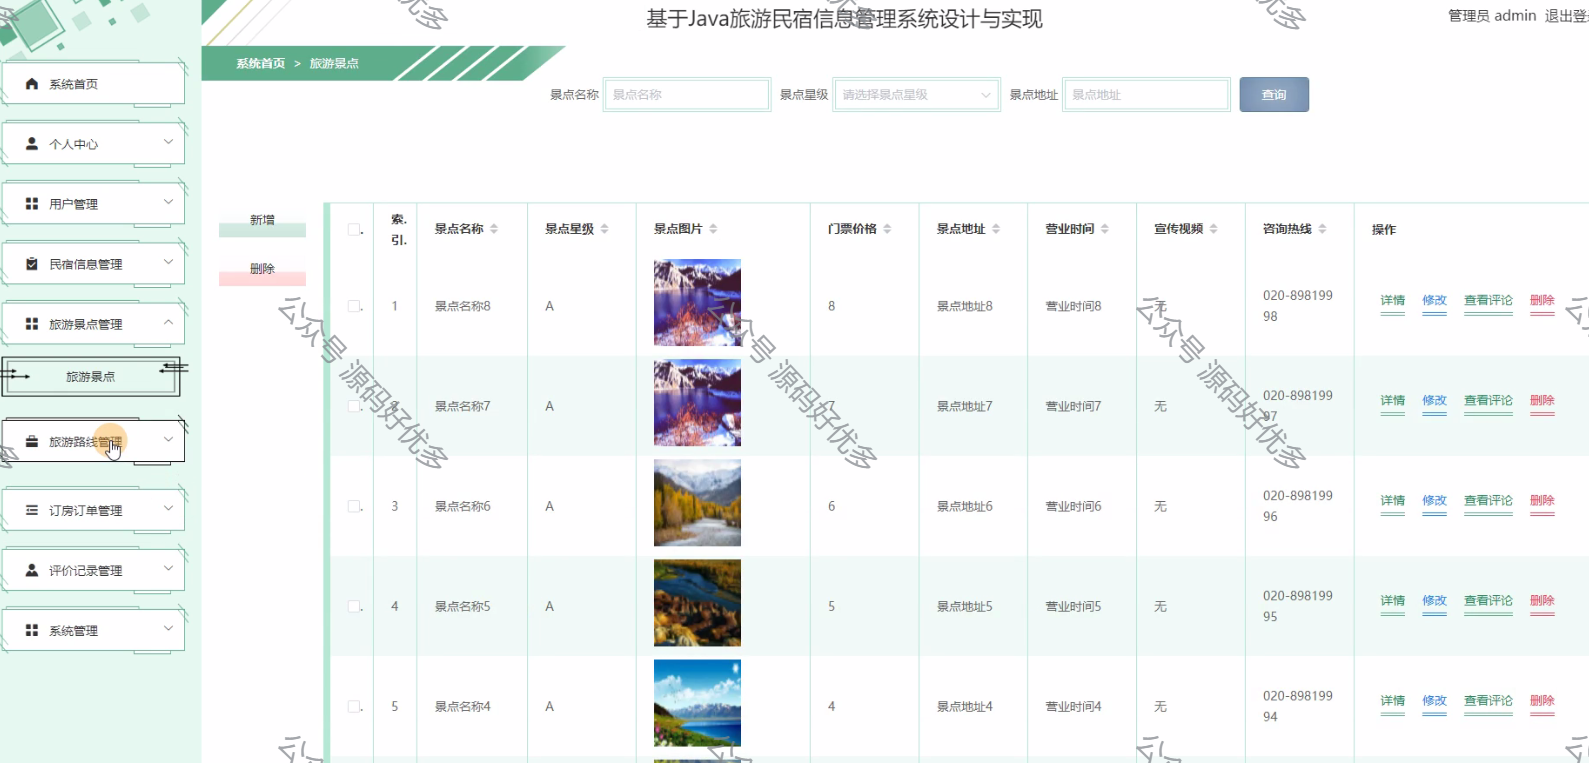 基于Java旅游民宿信息管理系统设计与实现
管理员 admin 退出登
系统首页 > 旅游景点
系统首页
个人中心
用户管理
民宿信息管理
旅游景点管理
旅游景点
旅游路线管理
订房订单管理
评价记录管理
系统管理
景点名称 景点名称 景点星级 请选择景点星级 景点地址 景点地址 查询
新增
删除
索.引. 景点名称 景点星级 景点图片 门票价格 景点地址 营业时间 宣传视频 咨询热线 操作
1 景点名称8 A 8 景点地址8 营业时间8 无 020-89819998 详情 修改 查看评论 删除
2 景点名称7 A 7 景点地址7 营业时间7 无 020-89819997 详情 修改 查看评论 删除
3 景点名称6 A 6 景点地址6 营业时间6 无 020-89819996 详情 修改 查看评论 删除
4 景点名称5 A 5 景点地址5 营业时间5 无 020-89819995 详情 修改 查看评论 删除
5 景点名称4 A 4 景点地址4 营业时间4 无 020-89819994 详情 修改 查看评论 删除
公众号 源码好优多
公众号 源码好优多
公众号 源码好优多